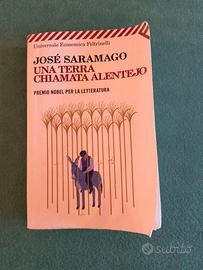 Universale Economica Feltrinelli
JOSÉ SARAMAGO
UNA TERRA
CHIAMATA ALENTEJO
PREMIO NOBEL PER LA LETTERATURA
subito